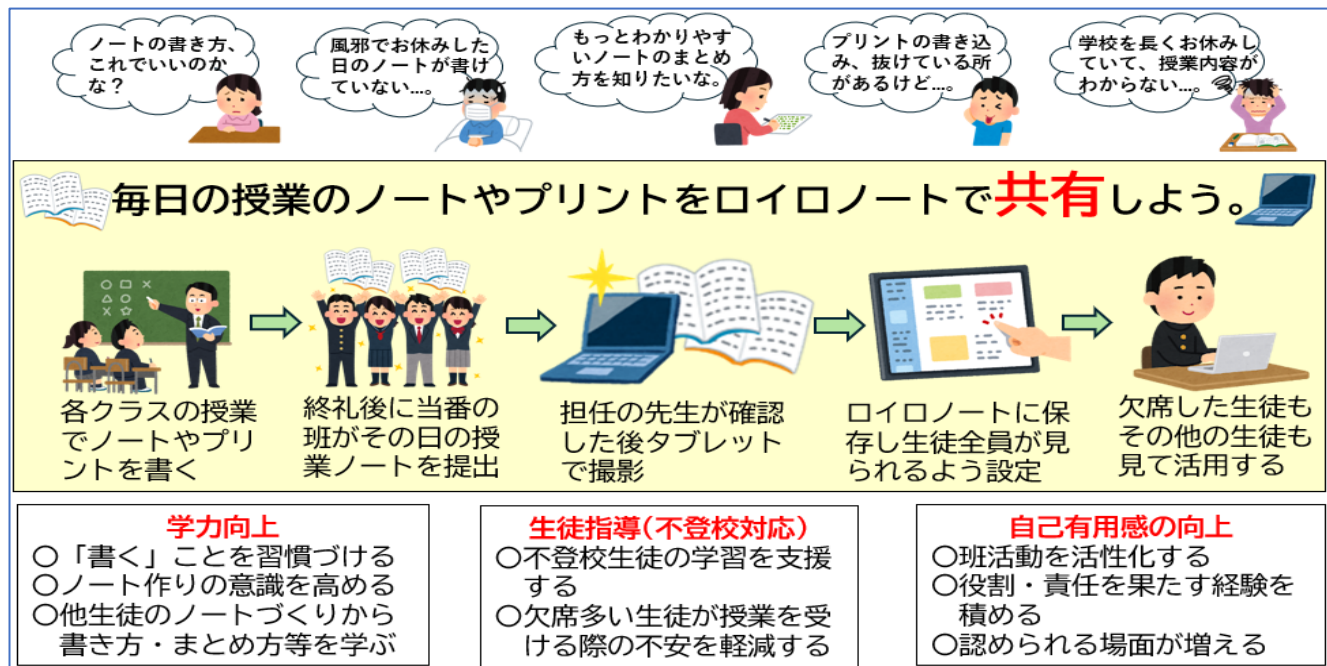 ノートの書き方、
これでいいのか
な？
風邪でお休みした
日のノートが書け
ていない…。
もっとわかりやす
いノートのまとめ
方を知りたいな。
プリントの書き込
み、抜けている所
があるけど…。
学校を長くお休みし
ていて、授業内容が
わからない…。
毎日の授業のノートやプリントをロイロノートで共有しよう。
各クラスの授業
でノートやプリ
ントを書く
終礼後に当番の
班がその日の授
業ノートを提出
担任の先生が確認
した後タブレット
で撮影
ロイロノートに保
存し生徒全員が見
られるよう設定
欠席した生徒も
その他の生徒も
見て活用する
学力向上
〇「書く」ことを習慣づける
〇ノート作りの意識を高める
〇他生徒のノートづくりから
書き方・まとめ方等を学ぶ
生徒指導（不登校対応）
〇不登校生徒の学習を支援
する
〇欠席多い生徒が授業を受
ける際の不安を軽減する
自己有用感の向上
〇班活動を活性化する
〇役割・責任を果たす経験を
積める
〇認められる場面が増える